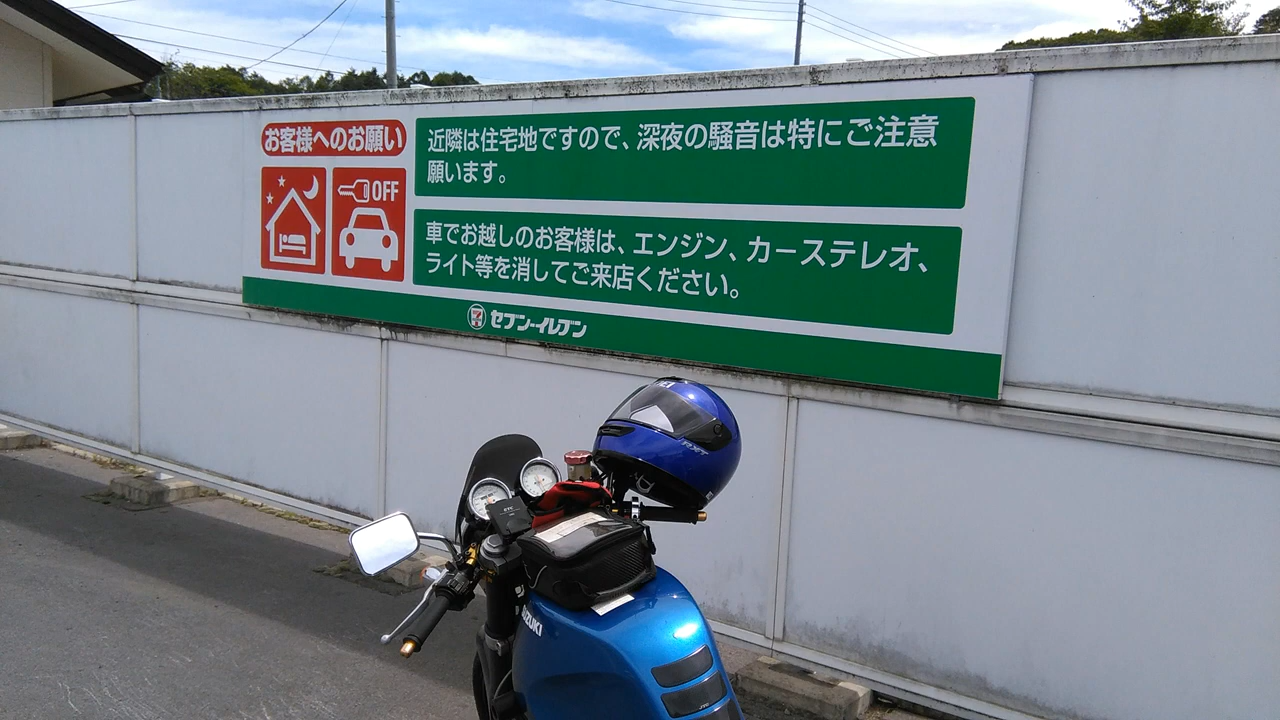 お客様へのお願い
OFF
近隣は住宅地ですので、深夜の騒音は特にご注意
願います。
車でお越しのお客様は、エンジン、カーステレオ、
ライト等を消してご来店ください。
セブン-イレブン
RXT
ETC
SUZUKI